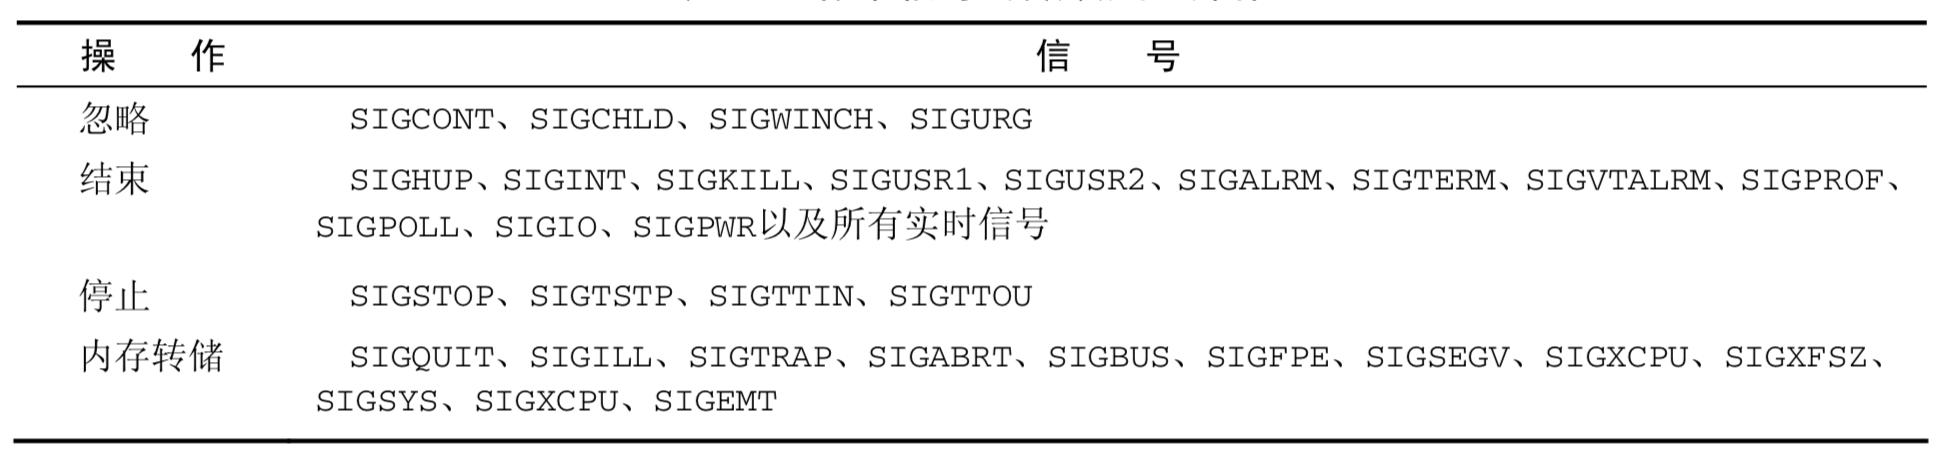 操 作 信 号
忽略 SIGCONT、SIGCHLD、SIGWINCH、SIGURG
结束 SIGHUP、SIGINT、SIGKILL、SIGUSR1、SIGUSR2、SIGALRM、SIGTERM、SIGVTALRM、SIGPROF、
SIGPOLL、SIGIO、SIGPWR以及所有实时信号
停止 SIGSTOP、SIGTSTP、SIGTTIN、SIGTTOU
内存转储 SIGQUIT、SIGILL、SIGTRAP、SIGABRT、SIGBUS、SIGFPE、SIGSEGV、SIGXCPU、SIGXFSZ、
SIGSYS、SIGXCPU、SIGEMT